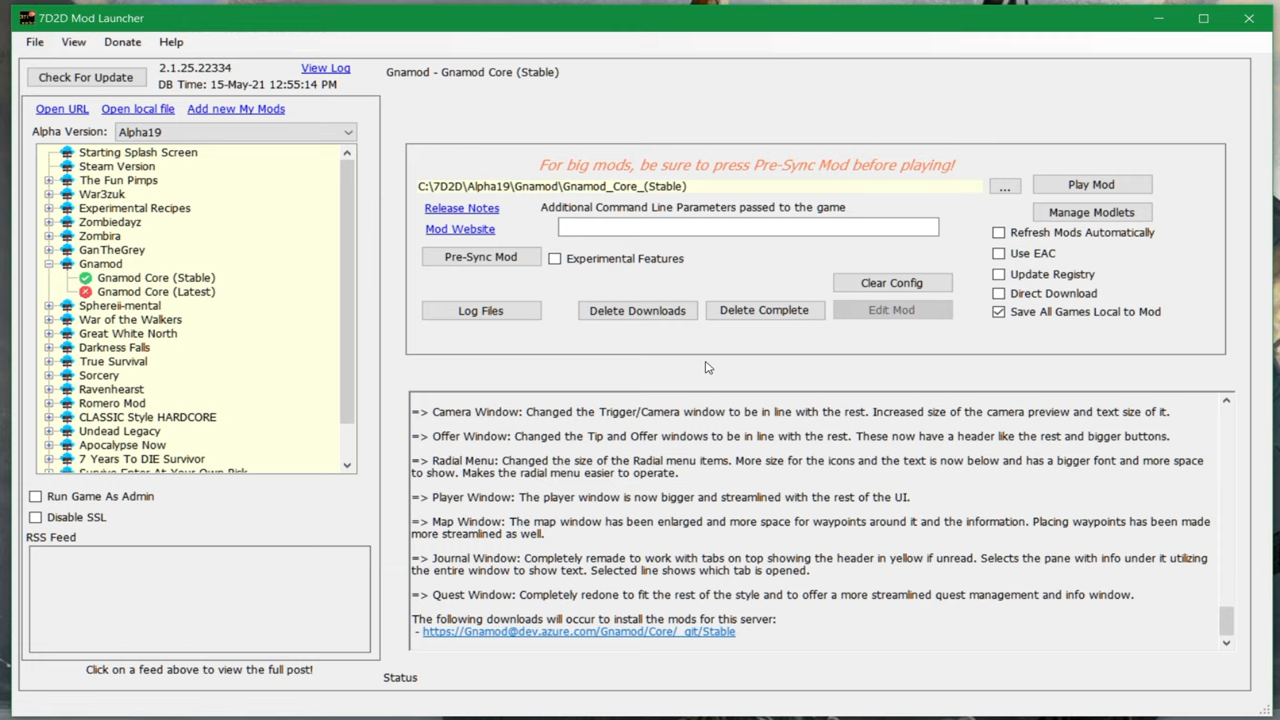 7D2D Mod Launcher
File View Donate Help
Check For Update
2.1.25.22334 View Log
DB Time: 15-May-21 12:55:14 PM
Open URL Open local file Add new My Mods
Alpha Version: Alpha19
Starting Splash Screen
Steam Version
The Fun Pimps
War3zuk
Experimental Recipes
Zombiedayz
Zombira
GanTheGrey
Gnamod
Gnamod Core (Stable)
Gnamod Core (Latest)
Sphereii-mental
War of the Walkers
Great White North
Darkness Falls
True Survival
Sorcery
Ravenhearst
Romero Mod
CLASSIC Style HARDCORE
Undead Legacy
Apocalypse Now
7 Years To DIE Survivor
Survive Enter At Your Own Risk
Run Game As Admin
Disable SSL
RSS Feed
Click on a feed above to view the full post!
Gnamod - Gnamod Core (Stable)
For big mods, be sure to press Pre-Sync Mod before playing!
C:\7D2D\Alpha19\Gnamod\Gnamod_Core_(Stable) ... Play Mod
Release Notes Additional Command Line Parameters passed to the game Manage Modlets
Mod Website
Refresh Mods Automatically
Pre-Sync Mod Experimental Features Use EAC
Update Registry
Clear Config Direct Download
Log Files Delete Downloads Delete Complete Edit Mod Save All Games Local to Mod
=> Camera Window: Changed the Trigger/Camera window to be in line with the rest. Increased size of the camera preview and text size of it.
=> Offer Window: Changed the Tip and Offer windows to be in line with the rest. These now have a header like the rest and bigger buttons.
=> Radial Menu: Changed the size of the Radial menu items. More size for the icons and the text is now below and has a bigger font and more space
to show. Makes the radial menu easier to operate.
=> Player Window: The player window is now bigger and streamlined with the rest of the UI.
=> Map Window: The map window has been enlarged and more space for waypoints around it and the information. Placing waypoints has been made
more streamlined as well.
=> Journal Window: Completely remade to work with tabs on top showing the header in yellow if unread. Selects the pane with info under it utilizing
the entire window to show text. Selected line shows which tab is opened.
=> Quest Window: Completely redone to fit the rest of the style and to offer a more streamlined quest management and info window.
The following downloads will occur to install the mods for this server:
- https://Gnamod@dev.azure.com/Gnamod/Core/_git/Stable
Status